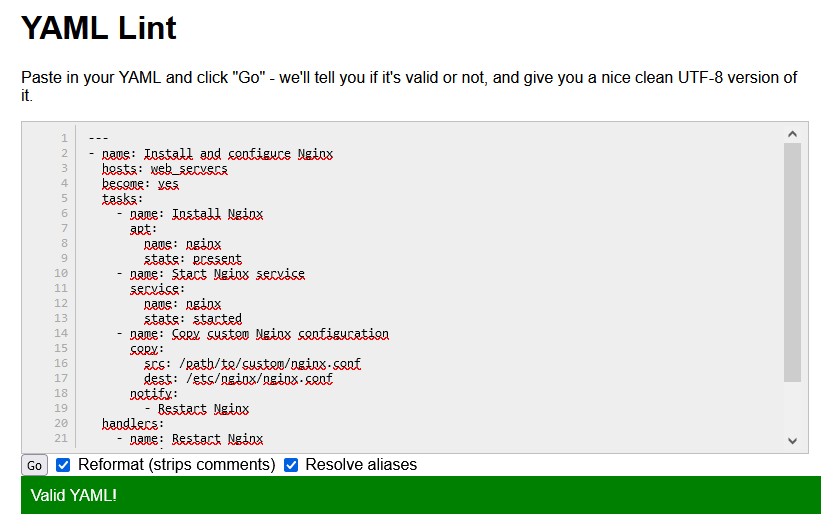 YAML Lint
Paste in your YAML and click "Go" - we'll tell you if it's valid or not, and give you a nice clean UTF-8 version of
it.
1 ---
2 - name: Install and configure Nginx
3   hosts: web_servers
4   become: yes
5   tasks:
6     - name: Install Nginx
7       apt:
8         name: nginx
9         state: present
10     - name: Start Nginx service
11       service:
12         name: nginx
13         state: started
14     - name: Copy custom Nginx configuration
15       copy:
16         src: /path/to/custom/nginx.conf
17         dest: /etc/nginx/nginx.conf
18       notify:
19         - Restart Nginx
20   handlers:
21     - name: Restart Nginx
Go Reformat (strips comments) Resolve aliases
Valid YAML!